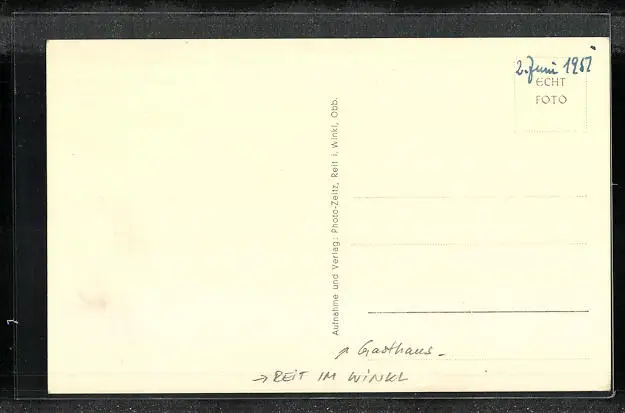 2. Juni 1951
ECHT
FOTO
Aufnahme und Verlag: Photo-Zeitz, Reit i. Winkl, Obb.
Gasthaus -
→ REIT IM WINKL